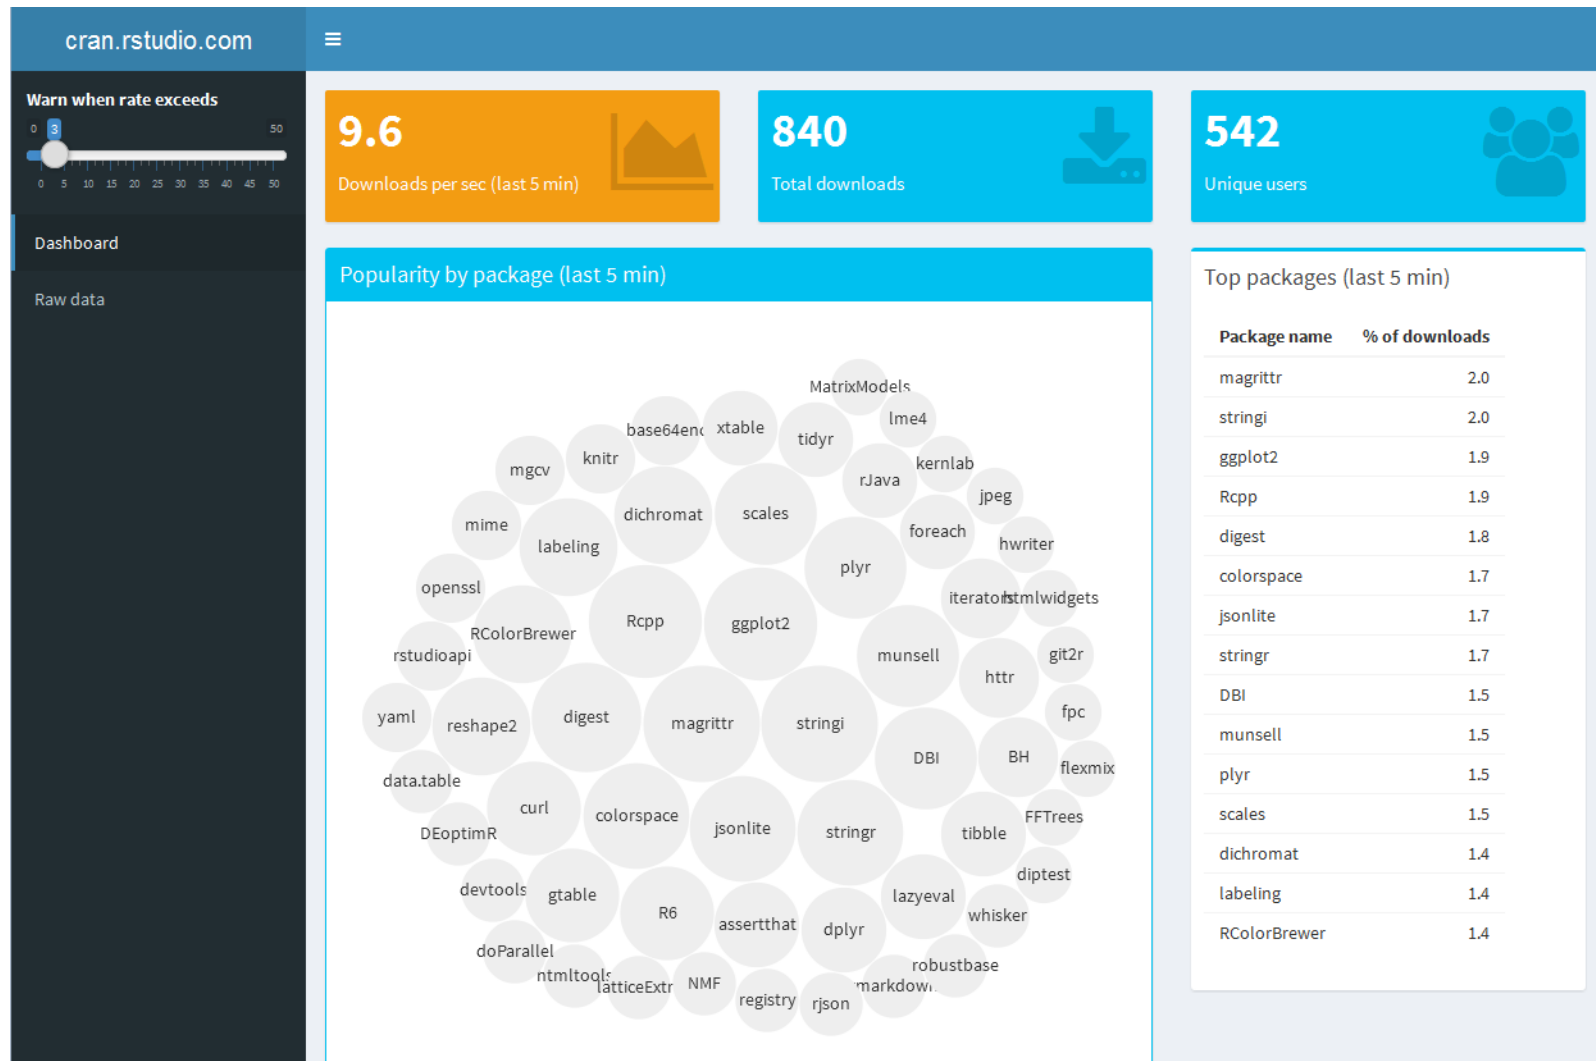 cran.rstudio.com
Warn when rate exceeds
0 3 50
0 5 10 15 20 25 30 35 40 45 50
Dashboard
Raw data
9.6
Downloads per sec (last 5 min)
840
Total downloads
542
Unique users
Popularity by package (last 5 min)
MatrixModels
lme4
base64enc
xtable
tidyr
knitr
mgcv
kernlab
rJava
jpeg
dichromat
scales
mime
foreach
labeling
hwriter
plyr
openssl
iterators
htmlwidgets
Rcpp
ggplot2
RColorBrewer
rstudioapi
munsell
git2r
httr
yaml
reshape2
digest
magrittr
stringi
fpc
DBI
BH
flexmix
data.table
curl
colorspace
jsonlite
stringr
FFTrees
DEoptimR
tibble
diptest
devtools
gtable
lazyeval
R6
assertthat
dplyr
whisker
doParallel
robustbase
htmltools
latticeExtr
NMF
markdow
registry
rjson
Top packages (last 5 min)
Package name % of downloads
magrittr 2.0
stringi 2.0
ggplot2 1.9
Rcpp 1.9
digest 1.8
colorspace 1.7
jsonlite 1.7
stringr 1.7
DBI 1.5
munsell 1.5
plyr 1.5
scales 1.5
dichromat 1.4
labeling 1.4
RColorBrewer 1.4